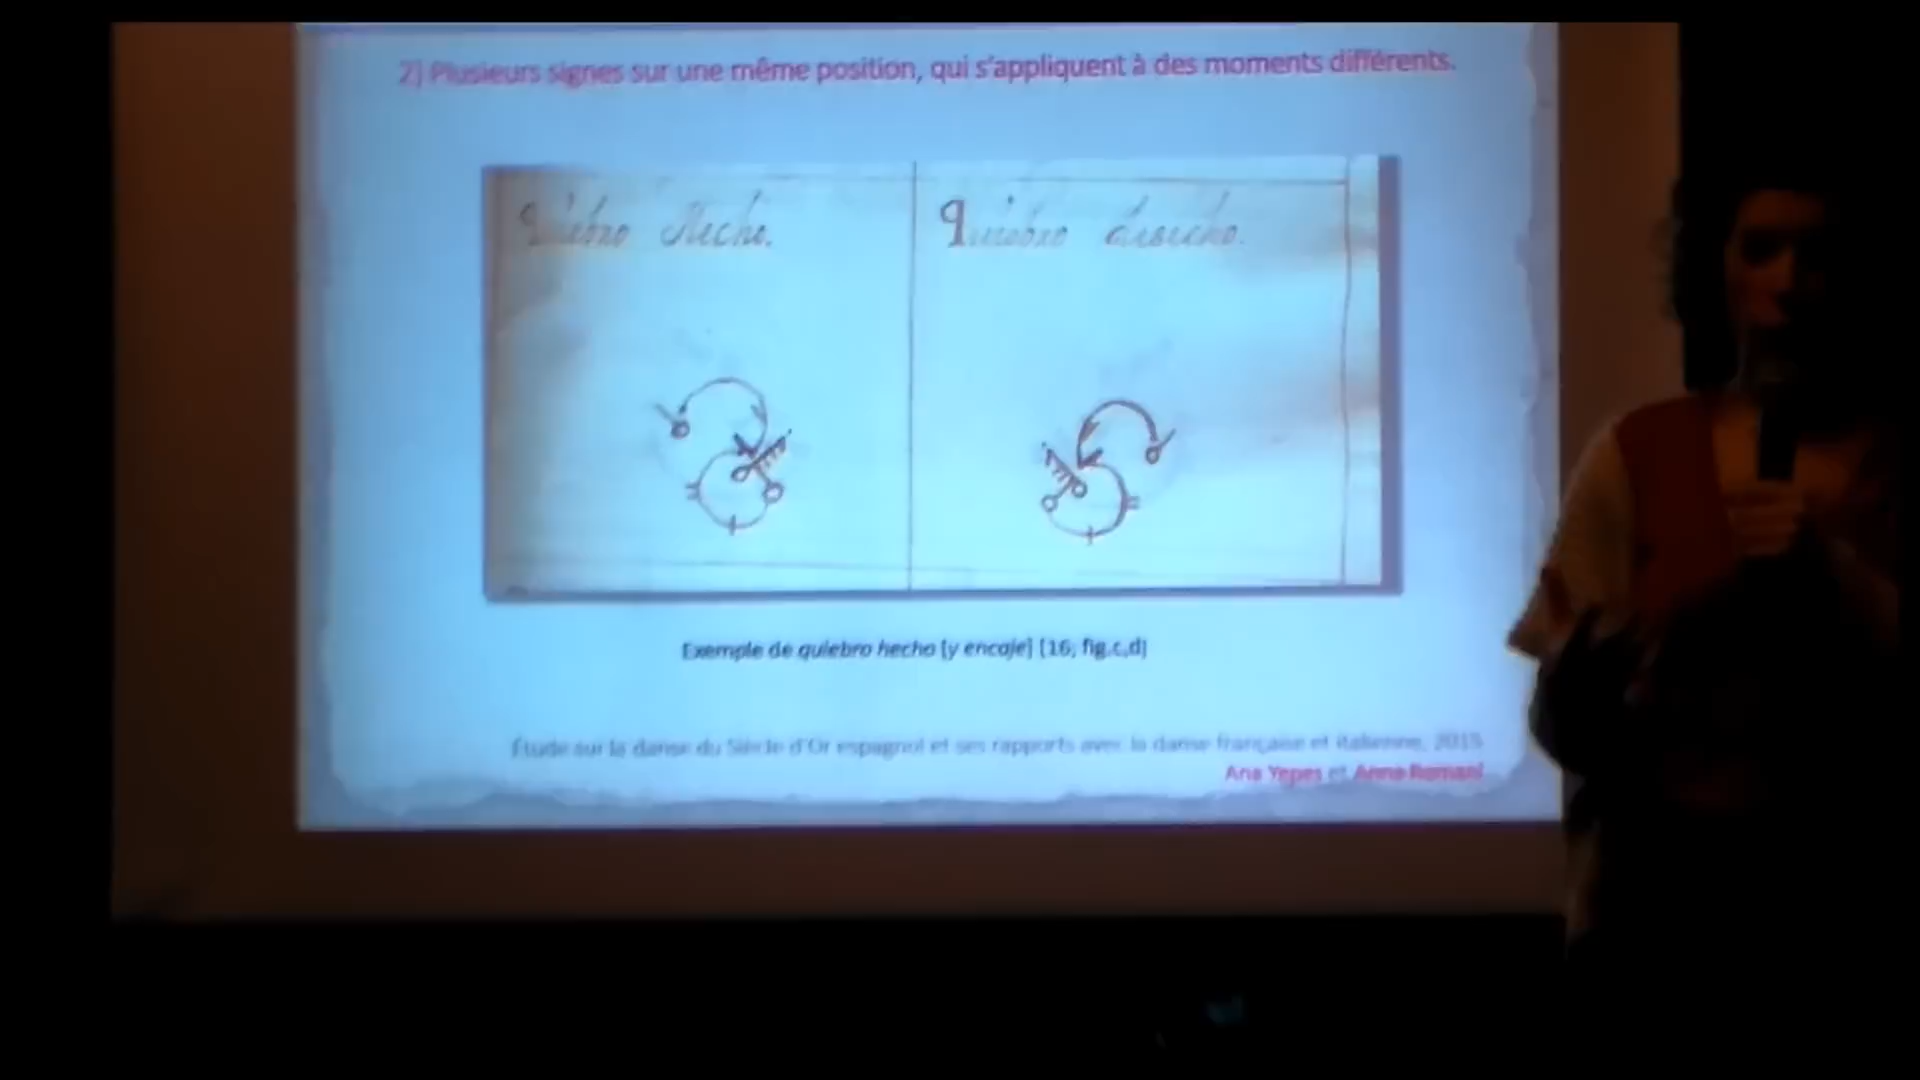 2) Plusieurs signes sur une même position, qui s'appliquent à des moments différents.
Quiebro
Quiebro derecho.
Exemple de quiebro hecho [y encaje] [16; fig.c,d]
Étude sur la danse du Siècle d'Or espagnol et ses rapports avec la danse française et italienne, 2015
Ana Yepes et Anna Romaní